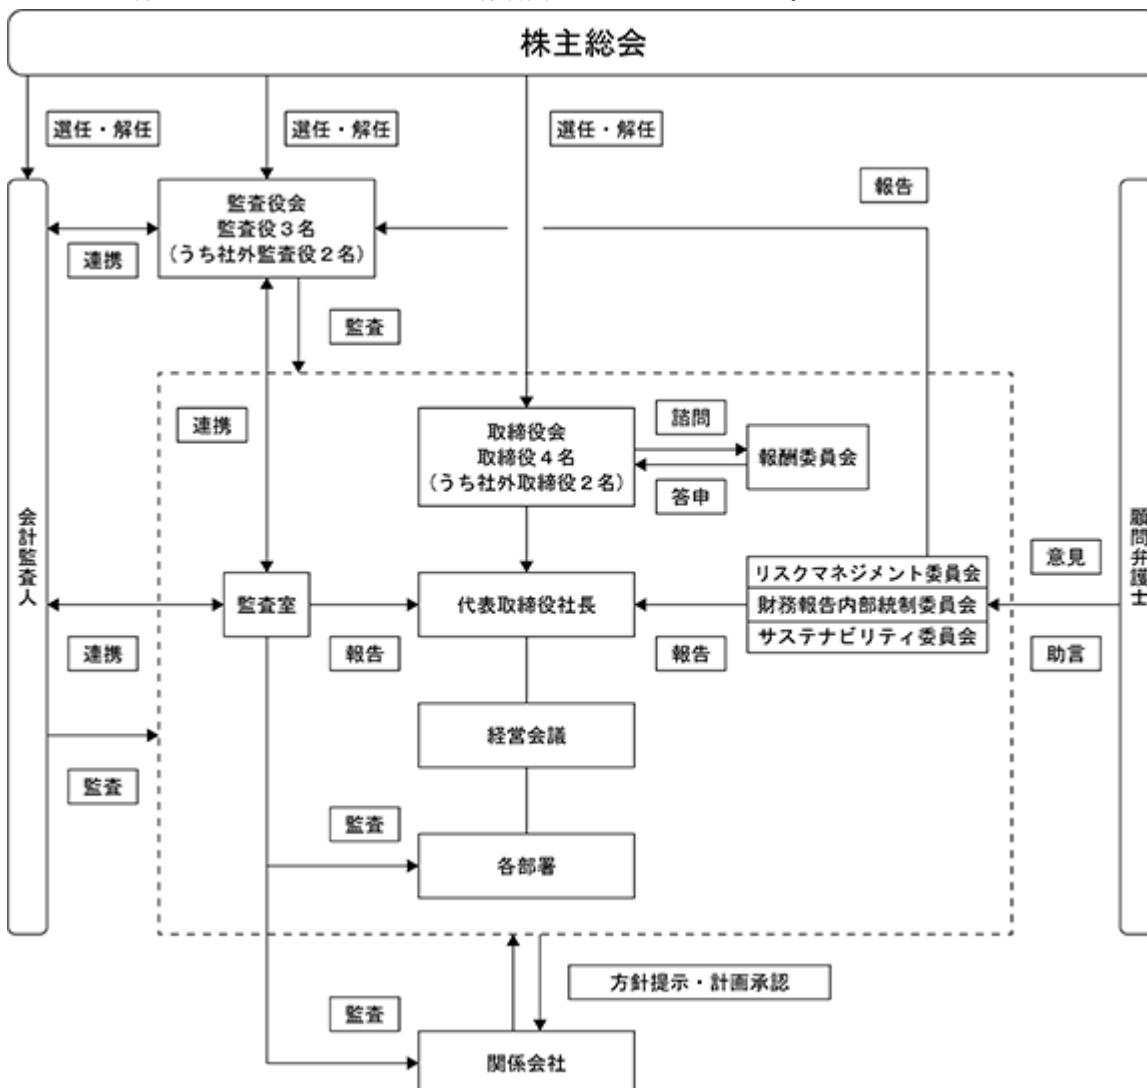 株主総会
選任・解任
選任・解任
選任・解任
報告
監査役会
監査役3名
(うち社外監査役2名)
連携
監査
連携
取締役会
取締役4名
(うち社外取締役2名)
諮問
答申
報酬委員会
会計監査人
顧問弁護士
意見
助言
リスクマネジメント委員会
財務報告内部統制委員会
サステナビリティ委員会
監査室
代表取締役社長
連携
報告
報告
経営会議
監査
監査
各部署
方針提示・計画承認
監査
関係会社